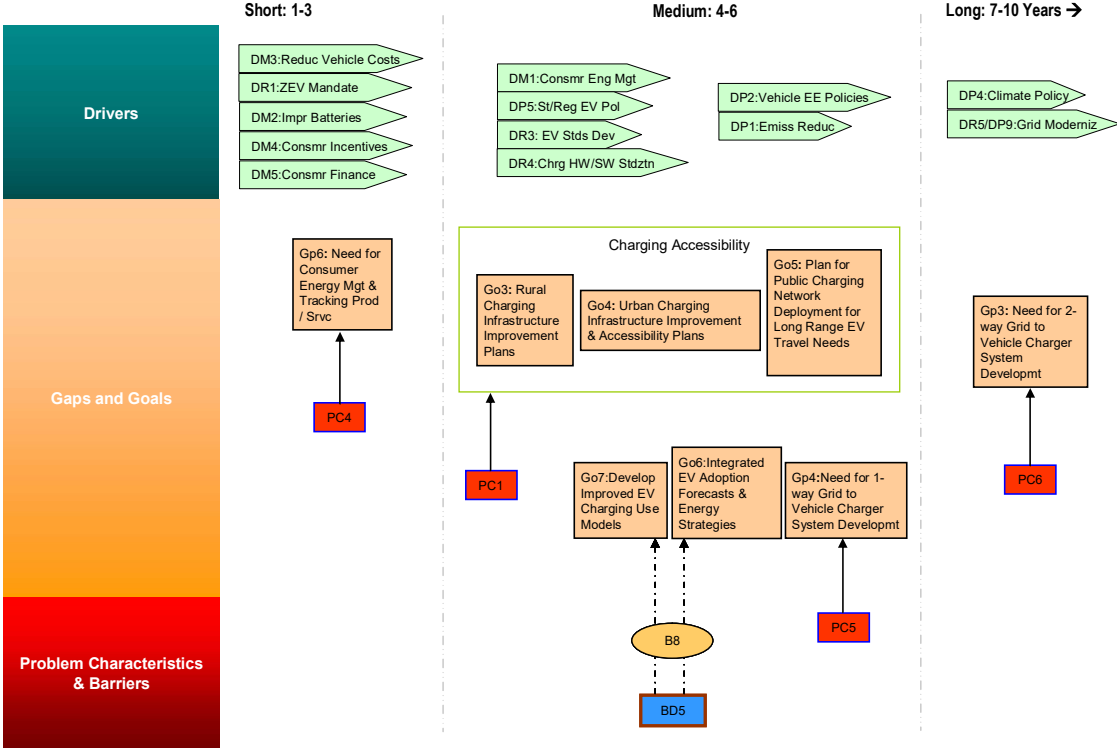 Short: 1-3
Medium: 4-6
Long: 7-10 Years →
Drivers
DM3:Reduc Vehicle Costs
DR1:ZEV Mandate
DM2:Impr Batteries
DM4:Consmr Incentives
DM5:Consmr Finance
DM1:Consmr Eng Mgt
DP5:St/Reg EV Pol
DR3: EV Stds Dev
DR4:Chrg HW/SW Stdztn
DP2:Vehicle EE Policies
DP1:Emiss Reduc
DP4:Climate Policy
DR5/DP9:Grid Moderniz
Gaps and Goals
Gp6: Need for
Consumer
Energy Mgt &
Tracking Prod
/ Srvc
PC4
Charging Accessibility
Go3: Rural
Charging
Infrastructure
Improvement
Plans
Go4: Urban Charging
Infrastructure Improvement
& Accessibility Plans
Go5: Plan for
Public Charging
Network
Deployment for
Long Range EV
Travel Needs
PC1
Go7:Develop
Improved EV
Charging Use
Models
Go6:Integrated
EV Adoption
Forecasts &
Energy
Strategies
Gp4:Need for 1-
way Grid to
Vehicle Charger
System Developmt
Gp3: Need for 2-
way Grid to
Vehicle Charger
System
Developmt
PC6
Problem Characteristics
& Barriers
B8
BD5
PC5